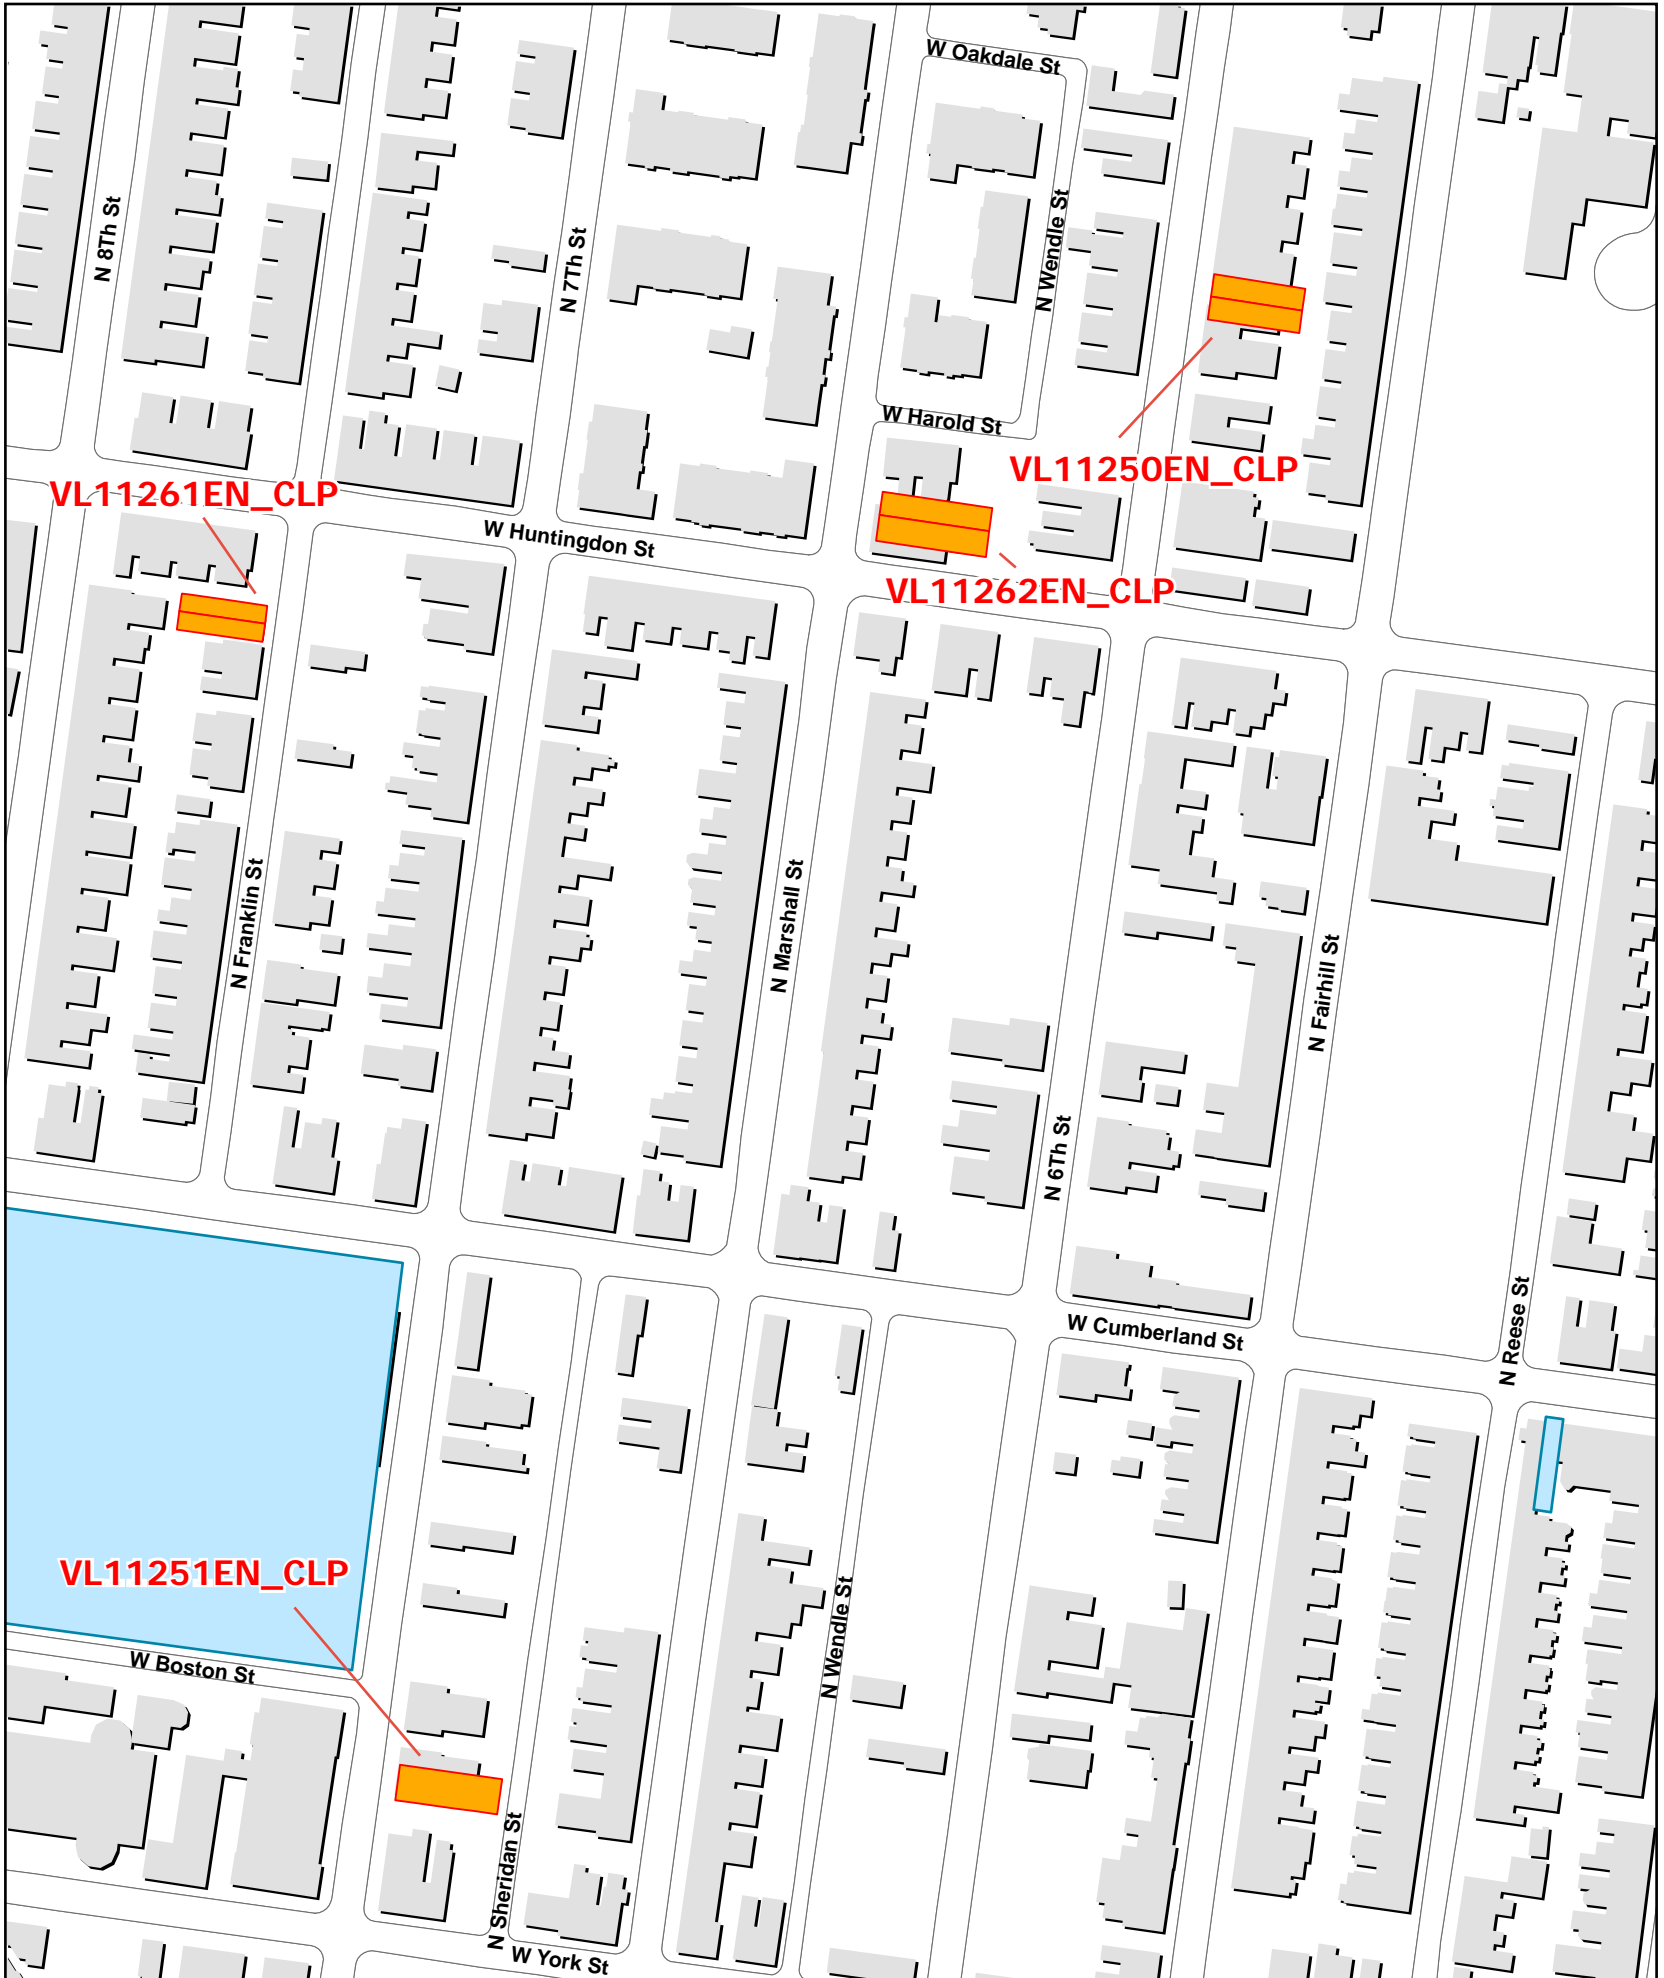 W Oakdale St
N 8Th St
N 7Th St
N Wendle St
W Harold St
VL11250EN_CLP
VL11261EN_CLP
W Huntingdon St
VL11262EN_CLP
N Franklin St
N Marshall St
N Fairhill St
N 6Th St
N Reese St
W Cumberland St
VL11251EN_CLP
N Wendle St
W Boston St
N Sheridan St
W York St